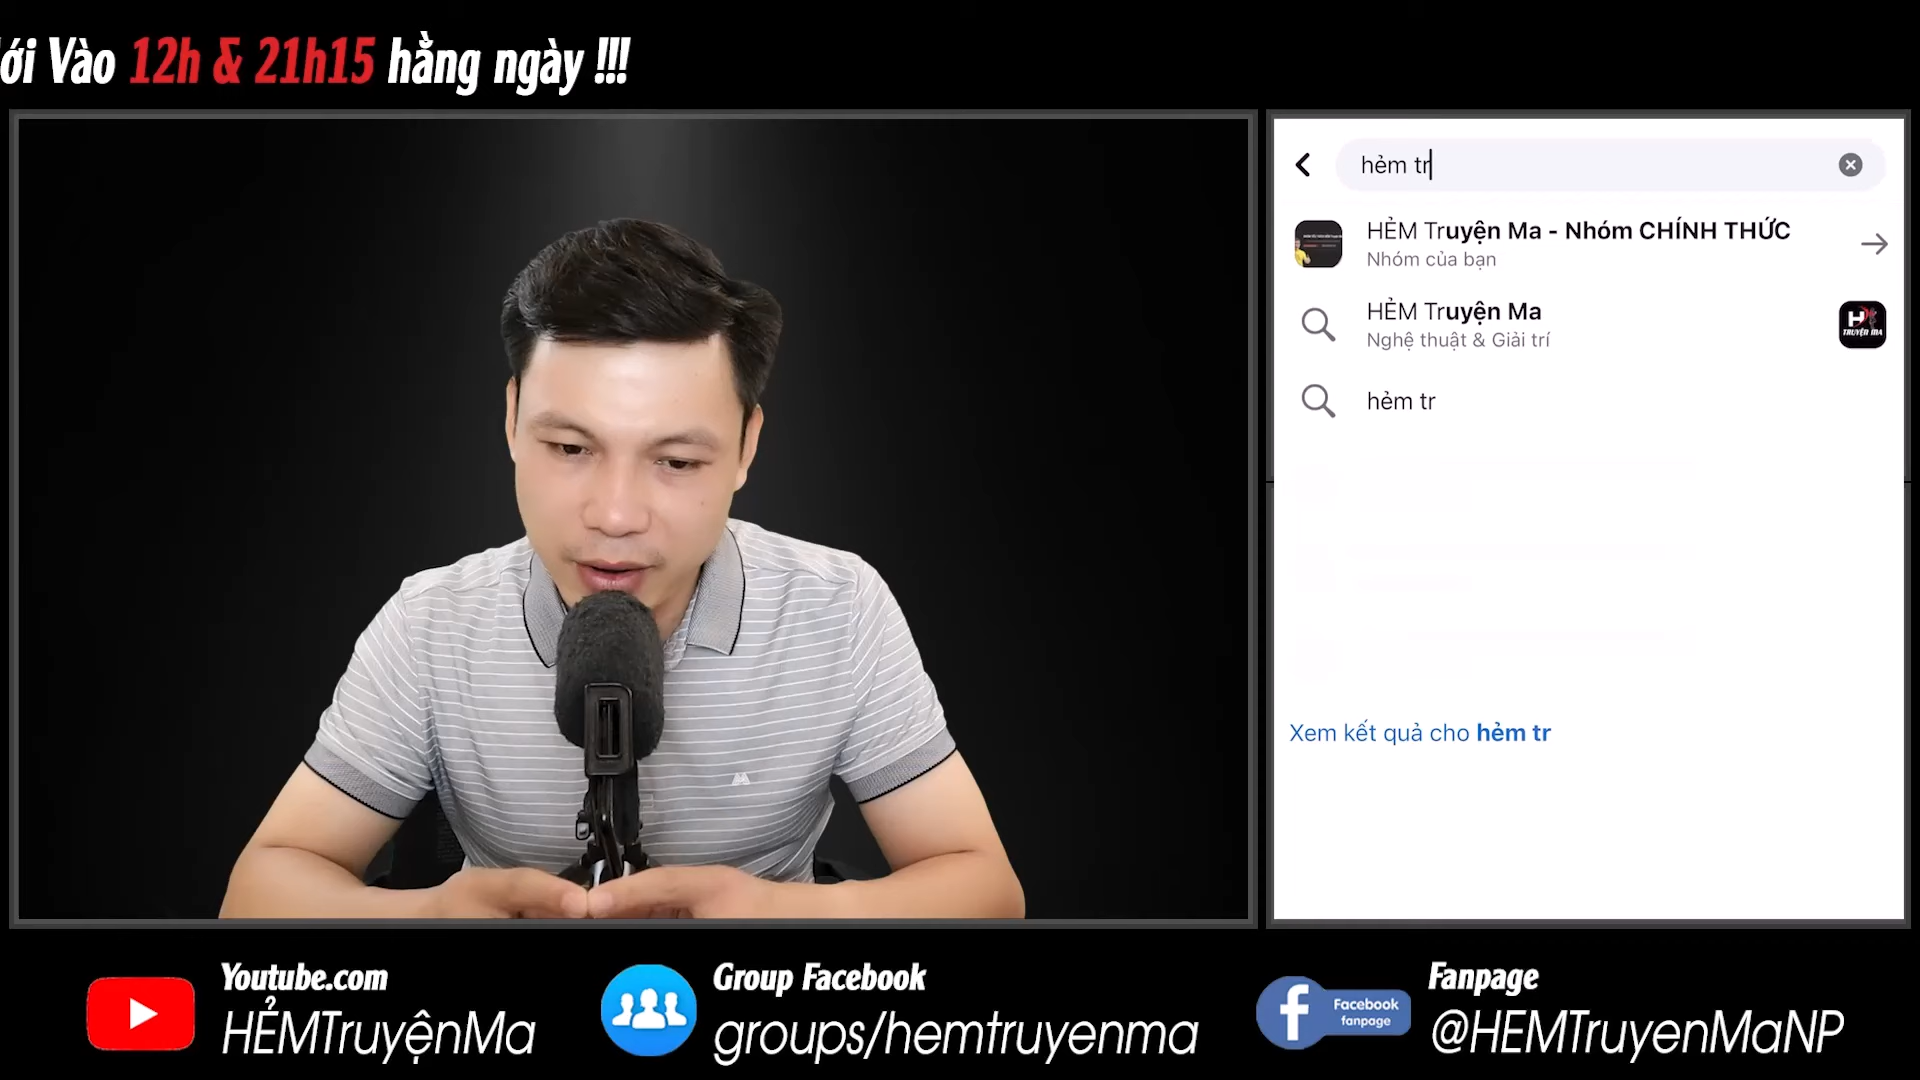 ới Vào 12h & 21h15 hằng ngày !!!
hẻm tr
HẺM Truyện Ma - Nhóm CHÍNH THỨC
Nhóm của bạn
HẺM Truyện Ma
Nghệ thuật & Giải trí
H
TRUYỆN MA
hẻm tr
Xem kết quả cho hẻm tr
Youtube.com
HẺMTruyệnMa
Group Facebook
groups/hemtruyenma
Facebook
fanpage
Fanpage
@HEMTruyenMaNP